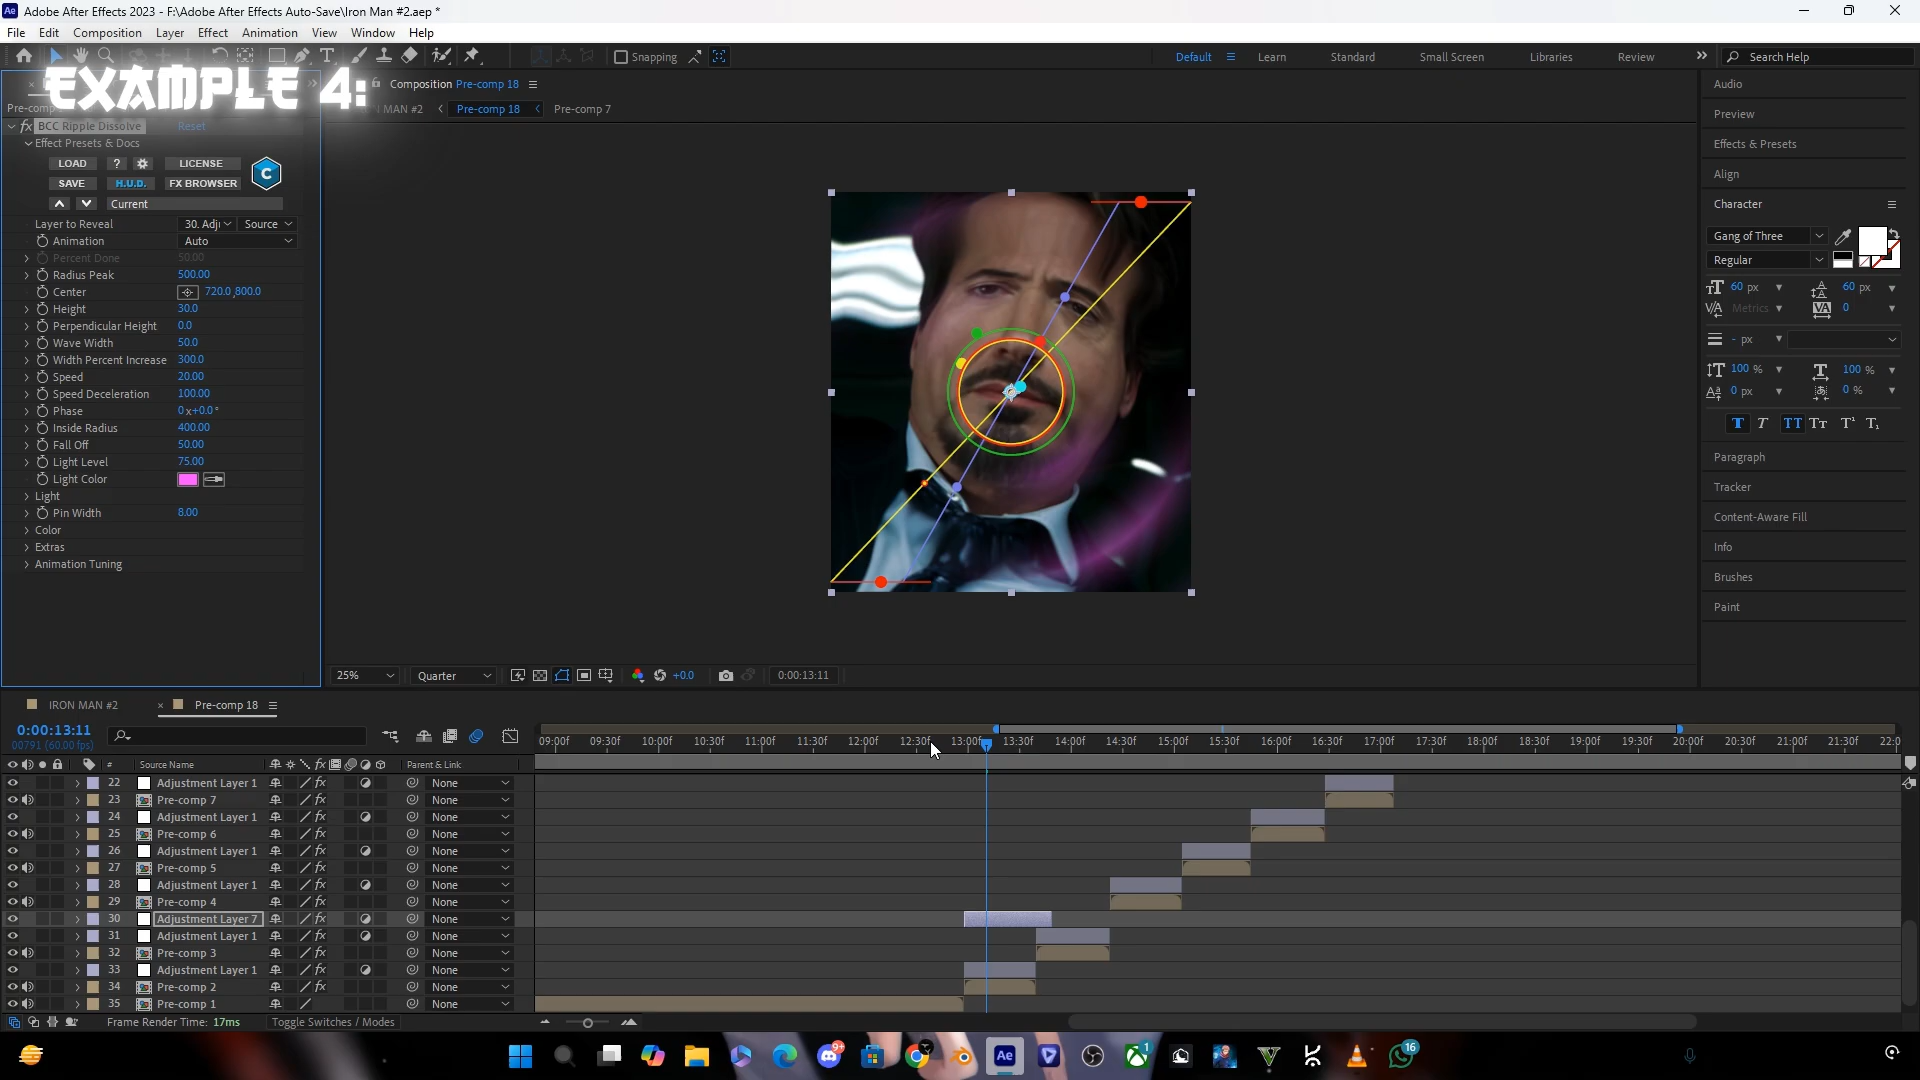 Adobe After Effects 2023 - F:\Adobe After Effects Auto-Save\Iron Man #2.aep *
File Edit Composition Layer Effect Animation View Window Help
Snapping Default Learn Standard Small Screen Libraries Review Search Help
EXAMPLE 4:
Composition Pre-comp 18
MAN #2 Pre-comp 18 Pre-comp 7
BCC Ripple Dissolve Reset
Effect Presets & Docs
LOAD ? LICENSE
SAVE H.U.D. FX BROWSER
Current
Layer to Reveal 30. Adj Source
Animation Auto
Percent Done 50.00
Radius Peak 500.00
Center 720.0,800.0
Height 30.0
Perpendicular Height 0.0
Wave Width 50.0
Width Percent Increase 300.0
Speed 20.00
Speed Deceleration 100.00
Phase 0x+0.0°
Inside Radius 400.00
Fall Off 50.00
Light Level 75.00
Light Color
Light
Pin Width 8.00
Color
Extras
Animation Tuning
Audio
Preview
Effects & Presets
Align
Character
Gang of Three
Regular
60 px 60 px
Metrics 0
- px
100 % 100 %
0 px 0 %
Paragraph
Tracker
Content-Aware Fill
Info
Brushes
Paint
25% Quarter +0.0 0:00:13:11
IRON MAN #2 Pre-comp 18
0:00:13:11
00791 (60.00 fps)
09:00f 09:30f 10:00f 10:30f 11:00f 11:30f 12:00f 12:30f 13:00f 13:30f 14:00f 14:30f 15:00f 15:30f 16:00f 16:30f 17:00f 17:30f 18:00f 18:30f 19:00f 19:30f 20:00f 20:30f 21:00f 21:30f 22:0
# Source Name Parent & Link
22 Adjustment Layer 1 None
23 Pre-comp 7 None
24 Adjustment Layer 1 None
25 Pre-comp 6 None
26 Adjustment Layer 1 None
27 Pre-comp 5 None
28 Adjustment Layer 1 None
29 Pre-comp 4 None
30 Adjustment Layer 7 None
31 Adjustment Layer 1 None
32 Pre-comp 3 None
33 Adjustment Layer 1 None
34 Pre-comp 2 None
35 Pre-comp 1 None
Frame Render Time: 17ms Toggle Switches / Modes